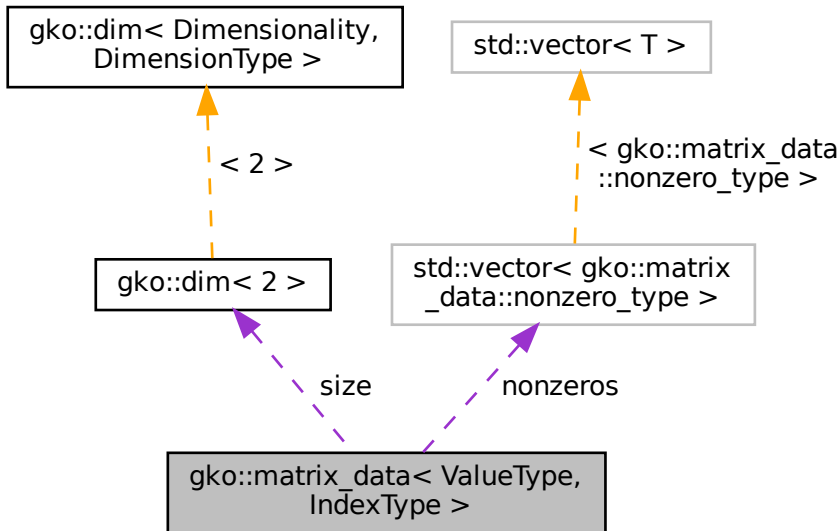 gko::dim< Dimensionality,
DimensionType >
std::vector< T >
< 2 >
< gko::matrix_data
::nonzero_type >
gko::dim< 2 >
std::vector< gko::matrix
_data::nonzero_type >
size
nonzeros
gko::matrix_data< ValueType,
IndexType >